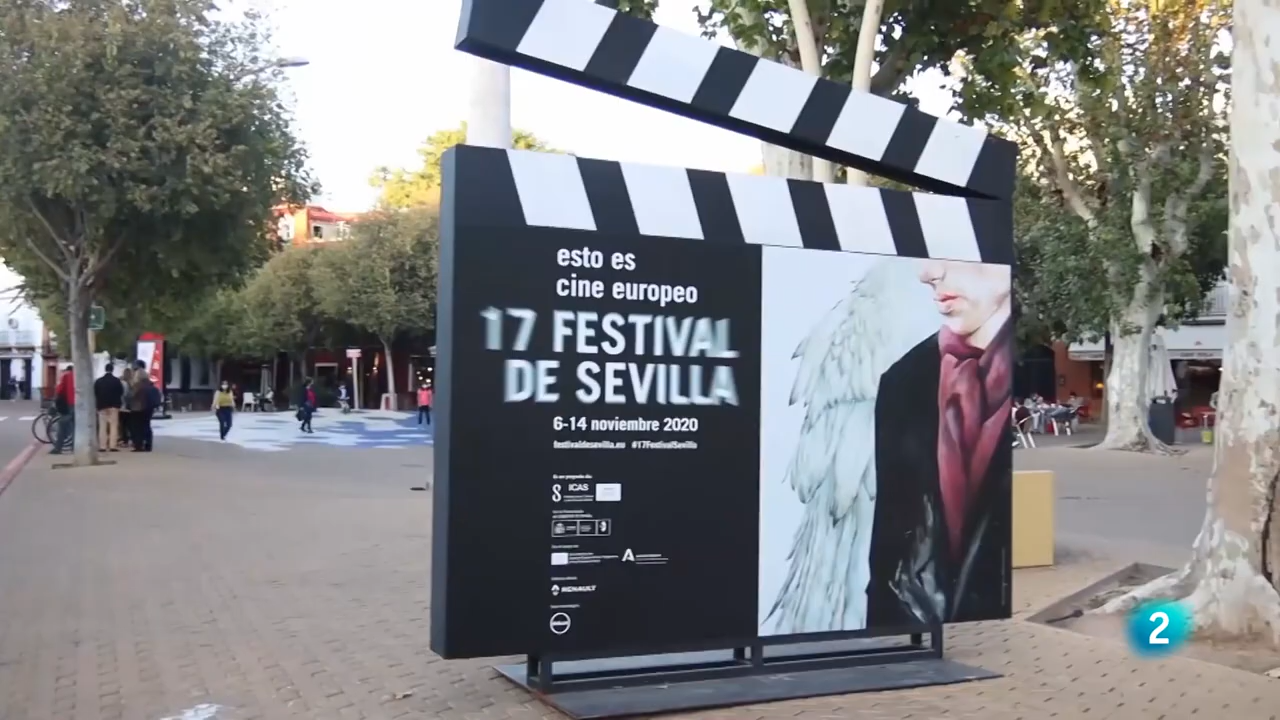 esto es
cine europeo
17 FESTIVAL
DE SEVILLA
6-14 noviembre 2020
festivaldesevilla.eu #17FestivalSevilla
ICAS
RENAULT
2